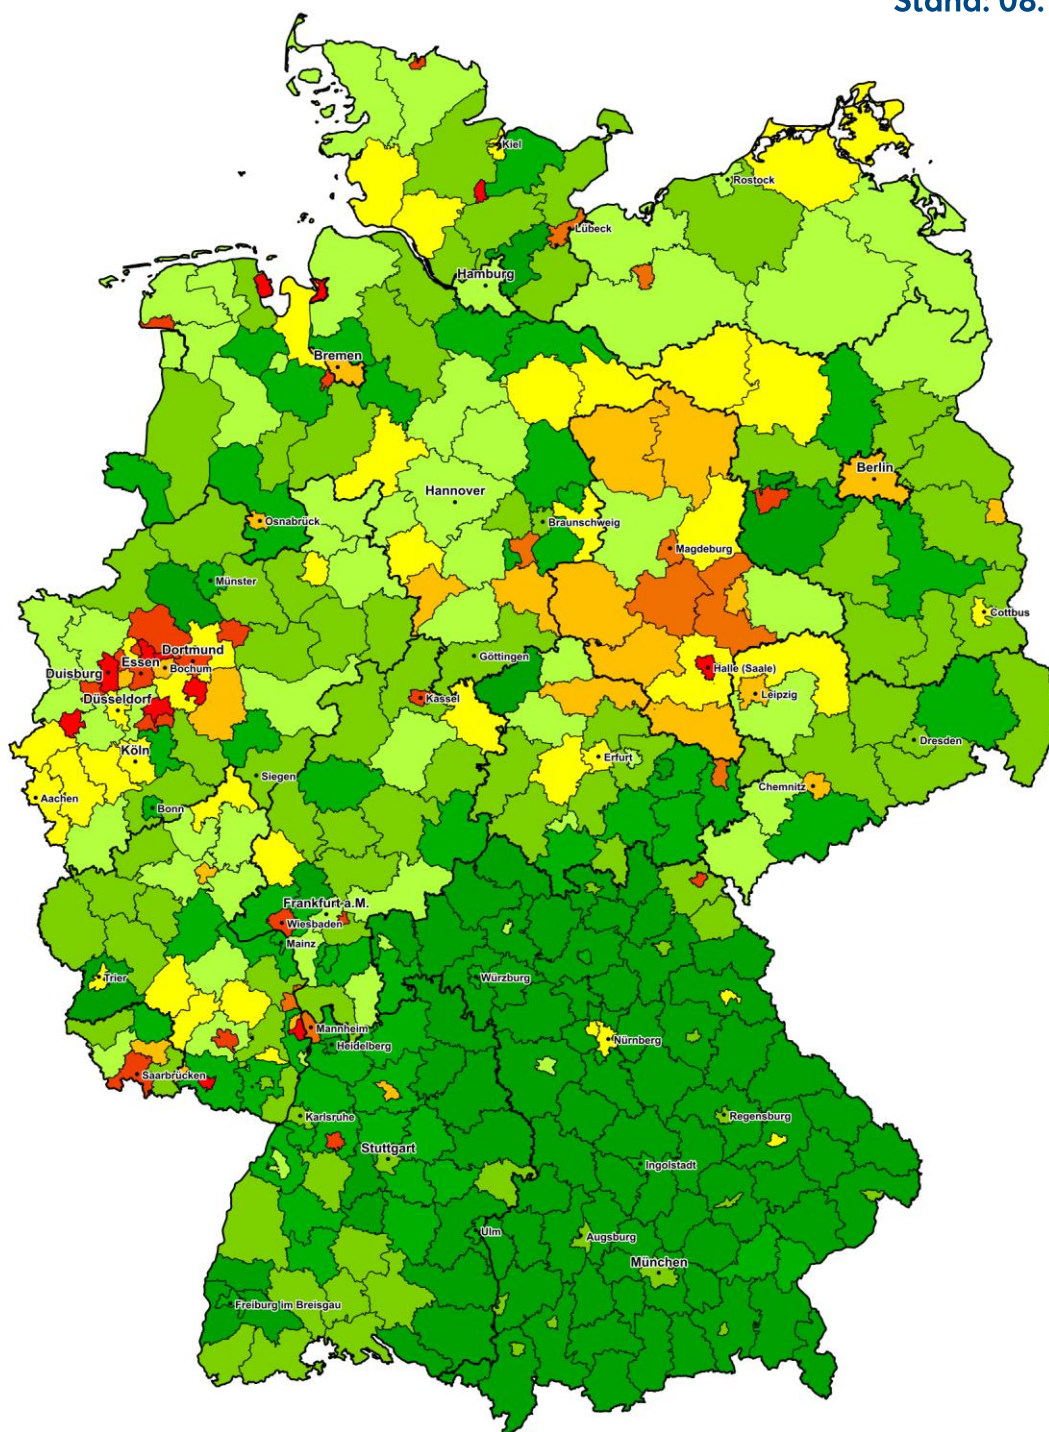 Stand: 08.
Kiel
Rostock
Lübeck
Hamburg
Bremen
Berlin
Hannover
Osnabrück
Braunschweig
Magdeburg
Münster
Cottbus
Dortmund
Göttingen
Essen
Bochum
Halle (Saale)
Duisburg
Leipzig
Düsseldorf
Kassel
Dresden
Köln
Erfurt
Siegen
Chemnitz
Aachen
Bonn
Frankfurt a.M.
Wiesbaden
Mainz
Trier
Würzburg
Mannheim
Nürnberg
Heidelberg
Saarbrücken
Karlsruhe
Regensburg
Stuttgart
Ingolstadt
Ulm
Augsburg
München
Freiburg im Breisgau